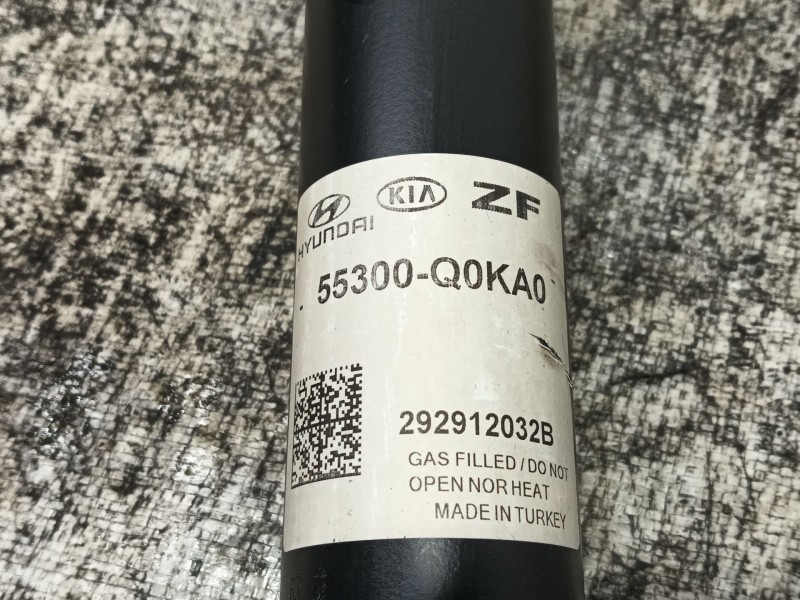 HYUNDAI KIA ZF
55300-Q0KA0
292912032B
GAS FILLED / DO NOT
OPEN NOR HEAT
MADE IN TURKEY